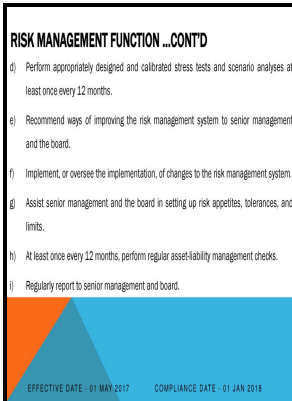 RISK MANAGEMENT FUNCTION ...CONT'D
d) Perform appropriately designed and calibrated stress tests and scenario analyses at
least once every 12 months.
e) Recommend ways of improving the risk management system to senior management
and the board.
f) Implement, or oversee the implementation, of changes to the risk management system.
g) Assist senior management and the board in setting up risk appetites, tolerances, and
limits.
h) At least once every 12 months, perform regular asset-liability management checks.
i) Regularly report to senior management and board.
EFFECTIVE DATE - 01 MAY 2017 COMPLIANCE DATE - 01 JAN 2018